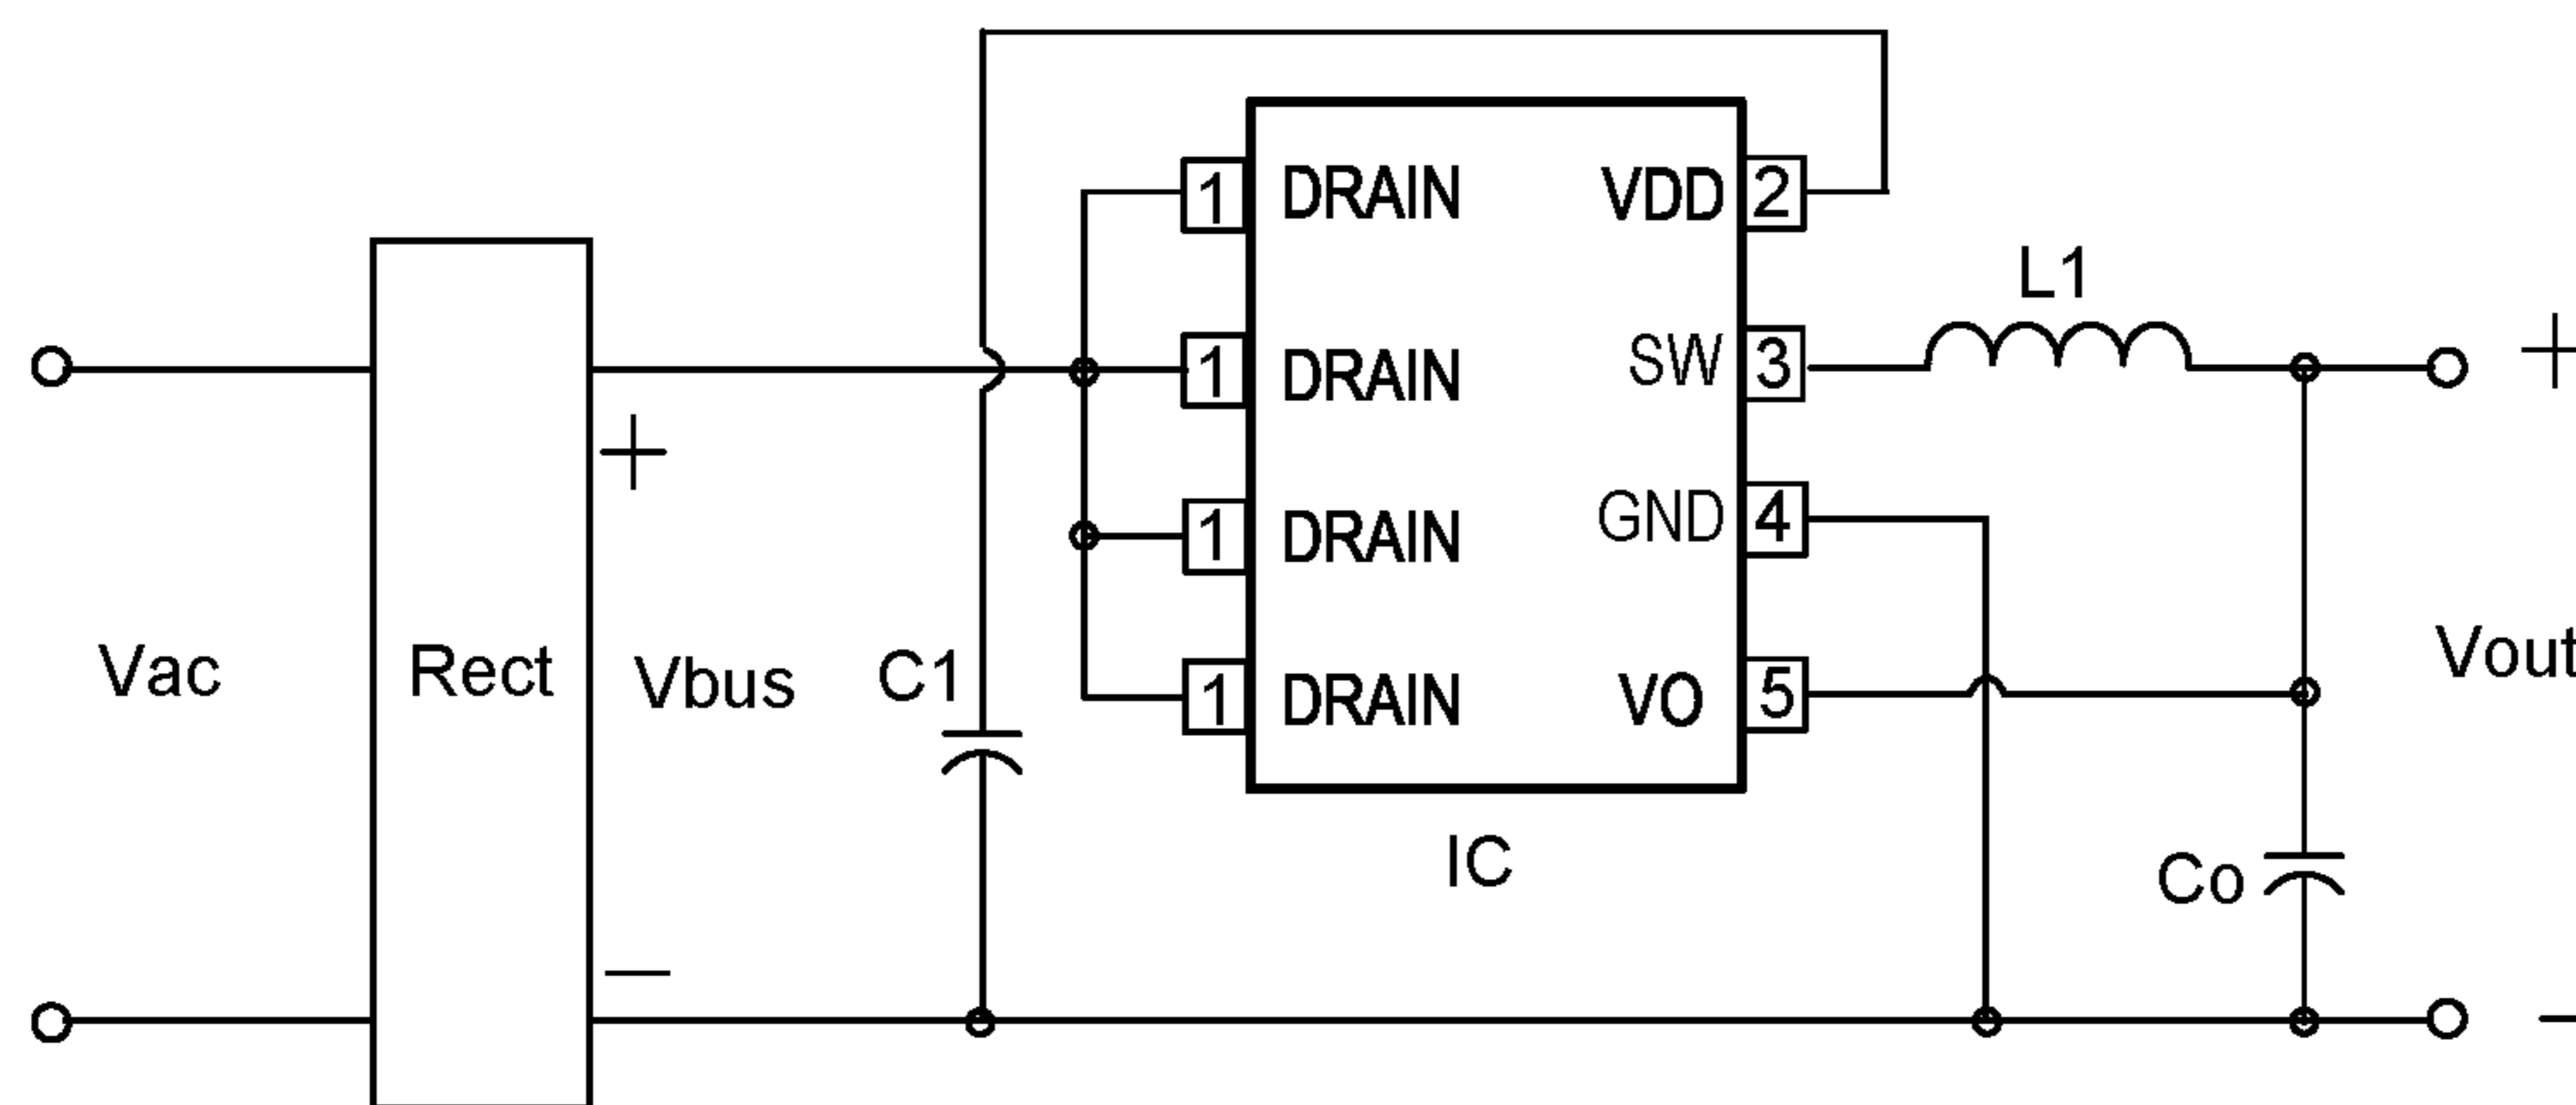 1 DRAIN VDD 2
L1
1 DRAIN SW 3
+
+
1 DRAIN GND 4
Vac Rect Vbus C1 1 DRAIN VO 5 Vout
IC
Co
—
—